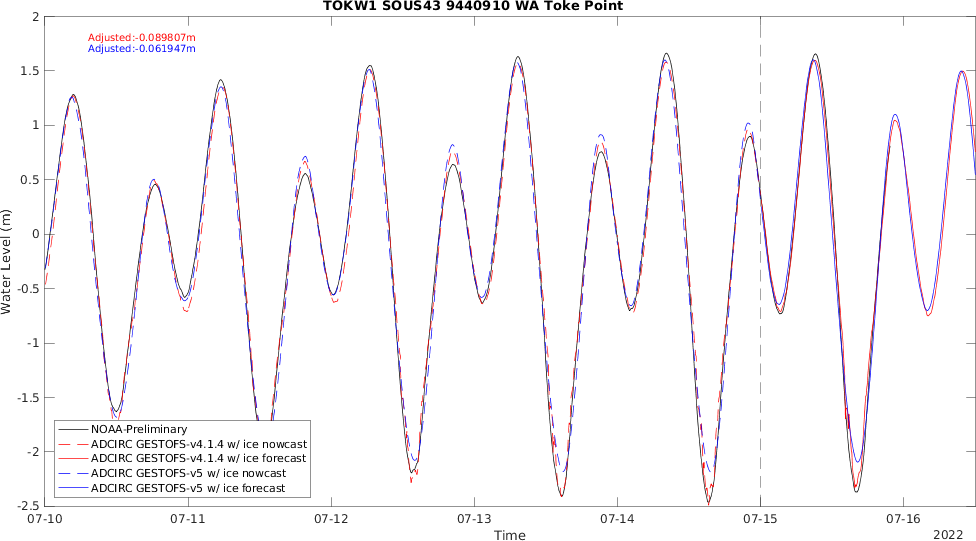 TOKW1 SOUS43 9440910 WA Toke Point
Adjusted:-0.089807m
Adjusted:-0.061947m
2
1.5
1
0.5
0
-0.5
-1
-1.5
-2
-2.5
Water Level (m)
NOAA-Preliminary
ADCIRC GESTOFS-v4.1.4 w/ ice nowcast
ADCIRC GESTOFS-v4.1.4 w/ ice forecast
ADCIRC GESTOFS-v5 w/ ice nowcast
ADCIRC GESTOFS-v5 w/ ice forecast
07-10 07-11 07-12 07-13 07-14 07-15 07-16
Time
2022